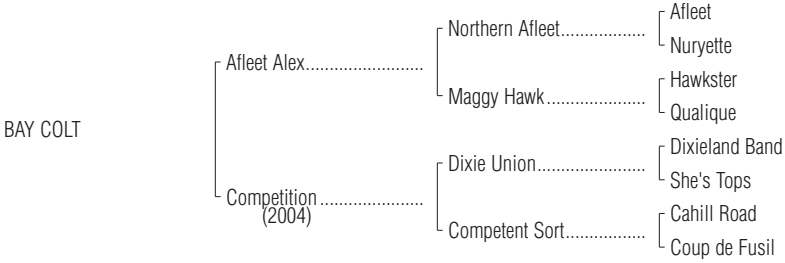 Afleet
Northern Afleet...................
Nuryette
Afleet Alex..........................
Hawkster
Maggy Hawk......................
Qualique
BAY COLT
Dixieland Band
Dixie Union........................
She's Tops
Competition.......................
(2004)
Cahill Road
Competent Sort..................
Coup de Fusil